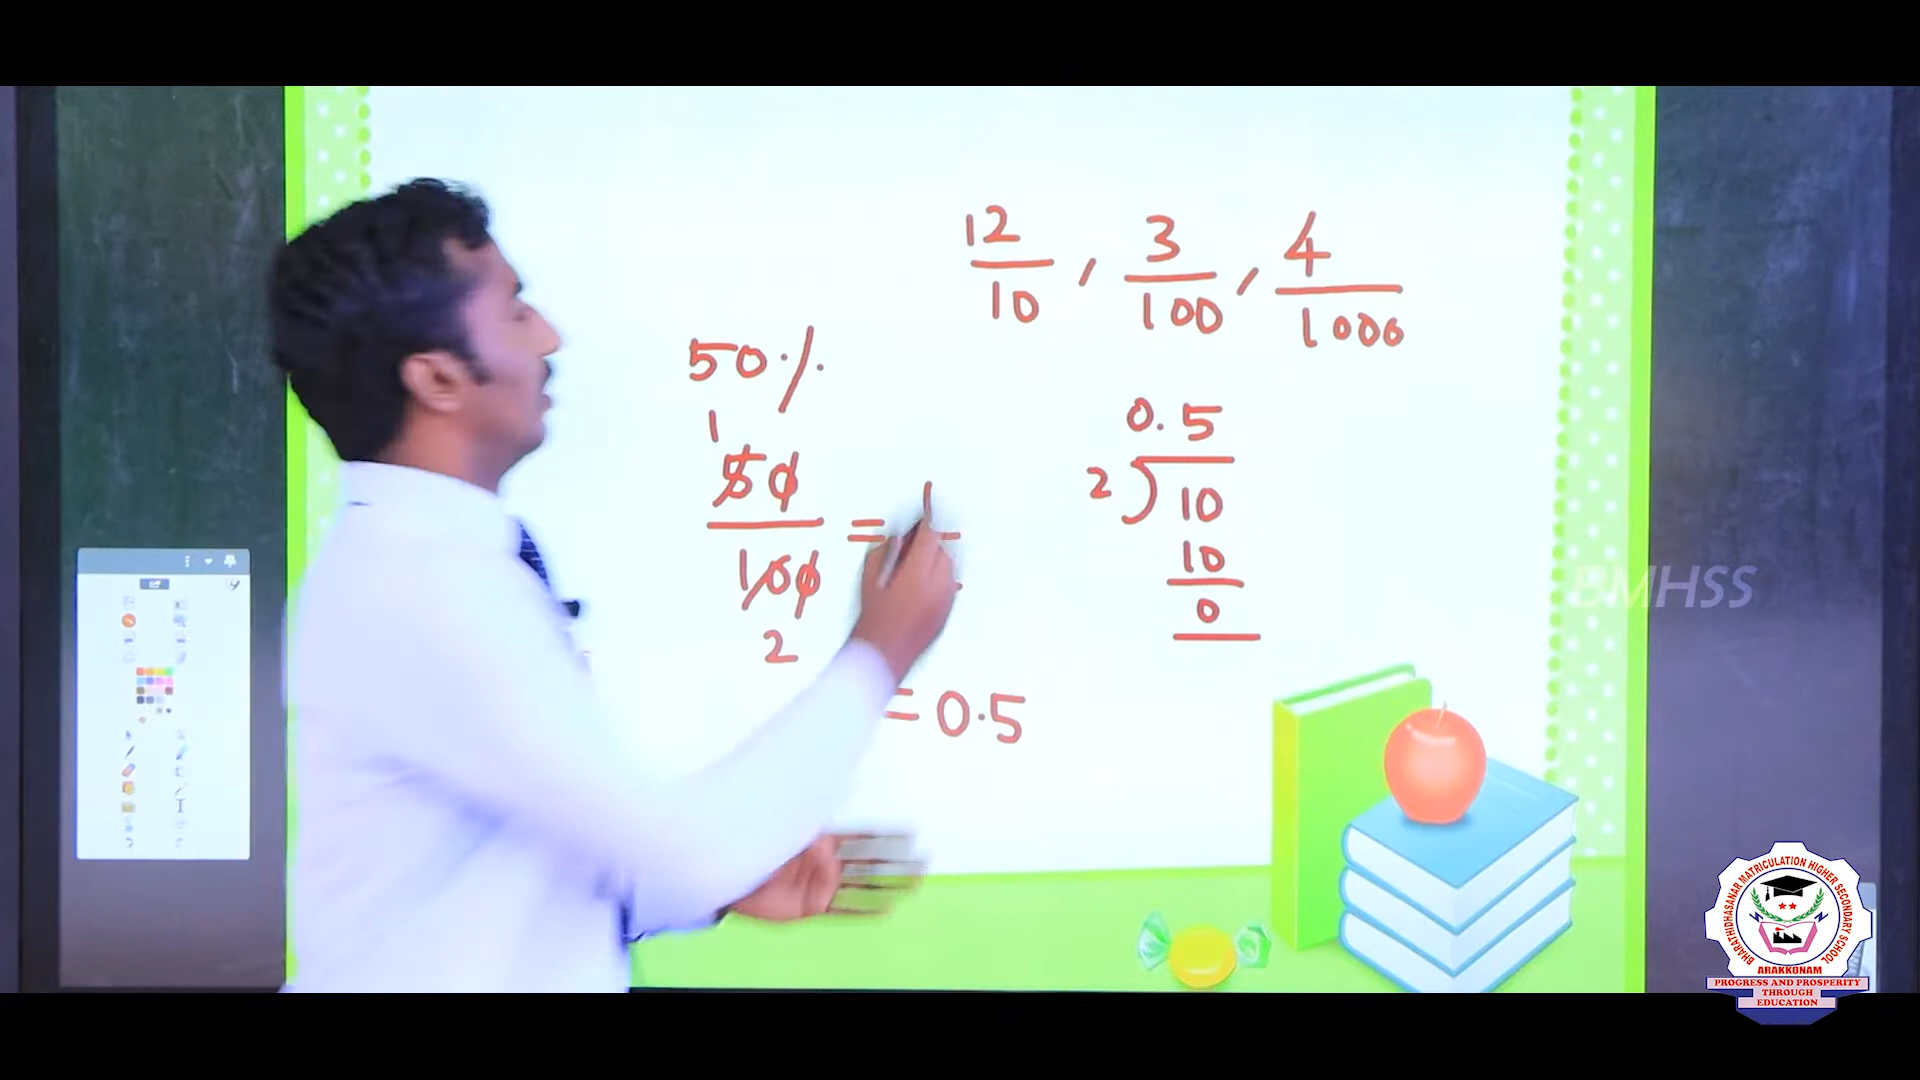 12/10 , 3/100 , 4/1000
50%
1
50/100 = 1
2
= 0.5
0.5
2)10
10
0
BMHSS
BHARATHIDHASANAR MATRICULATION HIGHER SECONDARY SCHOOL
ARAKKONAM
PROGRESS AND PROSPERITY
THROUGH
EDUCATION